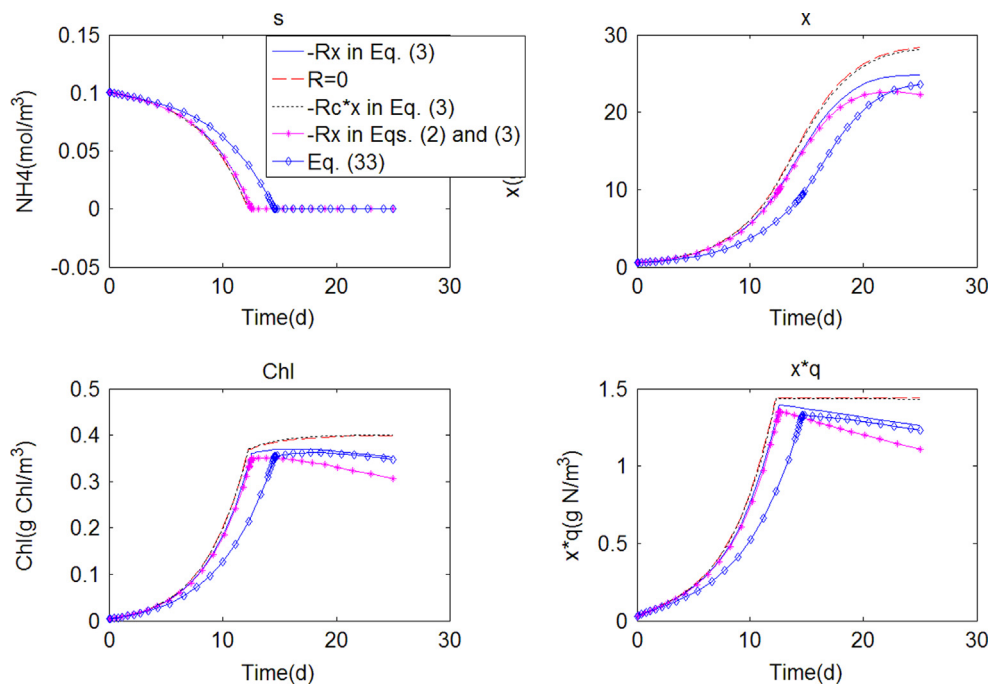 s
0.15
0.1
0.05
0
-0.05
NH4(mol/m³)
0
10
20
30
Time(d)
-Rx in Eq. (3)
R=0
-Rc*x in Eq. (3)
-Rx in Eqs. (2) and (3)
Eq. (33)
x
30
20
10
0
x(
0
10
20
30
Time(d)
Chl
0.5
0.4
0.3
0.2
0.1
0
Chl(g Chl/m³)
0
10
20
30
Time(d)
x*q
1.5
1
1.5
0
x*q(g N/m³)
0
10
20
30
Time(d)